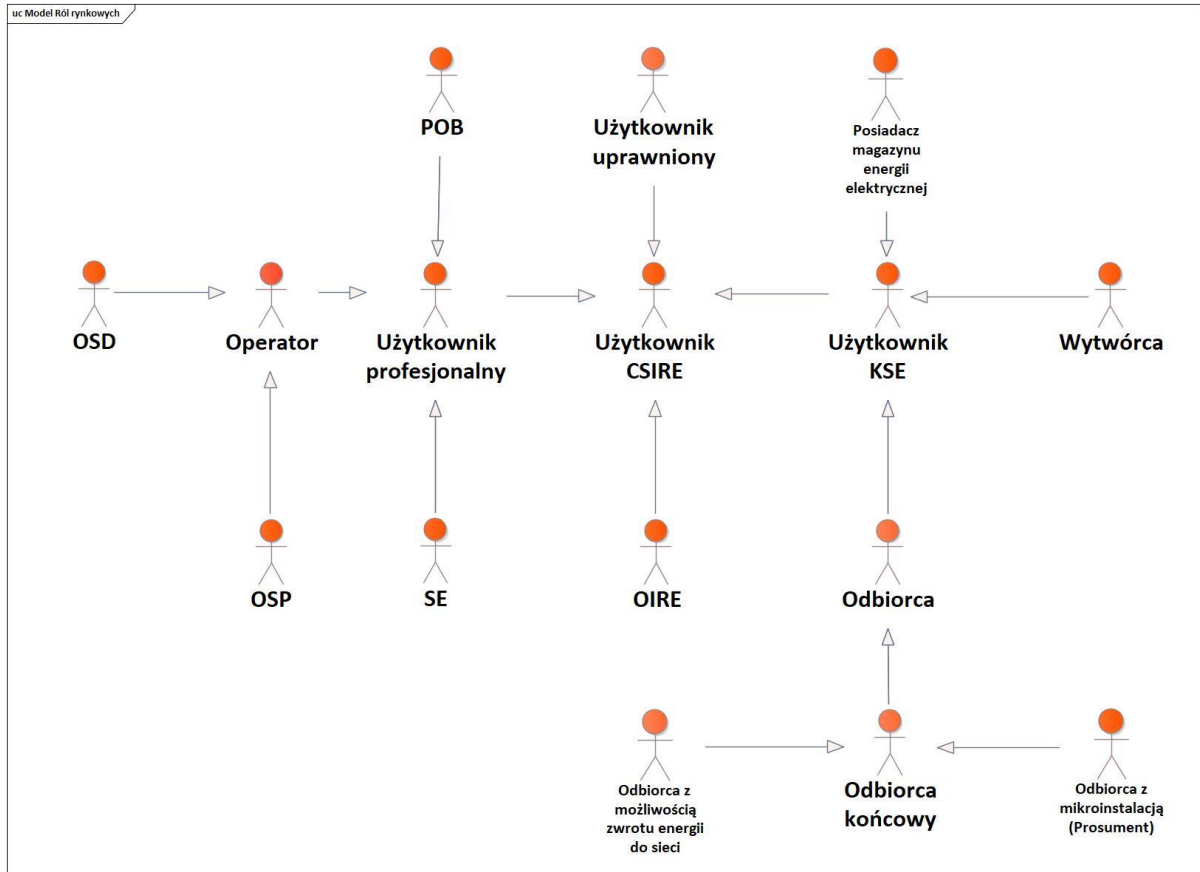 uc Model Ról rynkowych
POB
Użytkownik
uprawniony
Posiadacz
magazynu
energii
elektrycznej
OSD
Operator
Użytkownik
profesjonalny
Użytkownik
CSIRE
Użytkownik
KSE
Wytwórca
OSP
SE
OIRE
Odbiorca
Odbiorca z
możliwością
zwrotu energii
do sieci
Odbiorca
końcowy
Odbiorca z
mikroinstalacją
(Prosument)